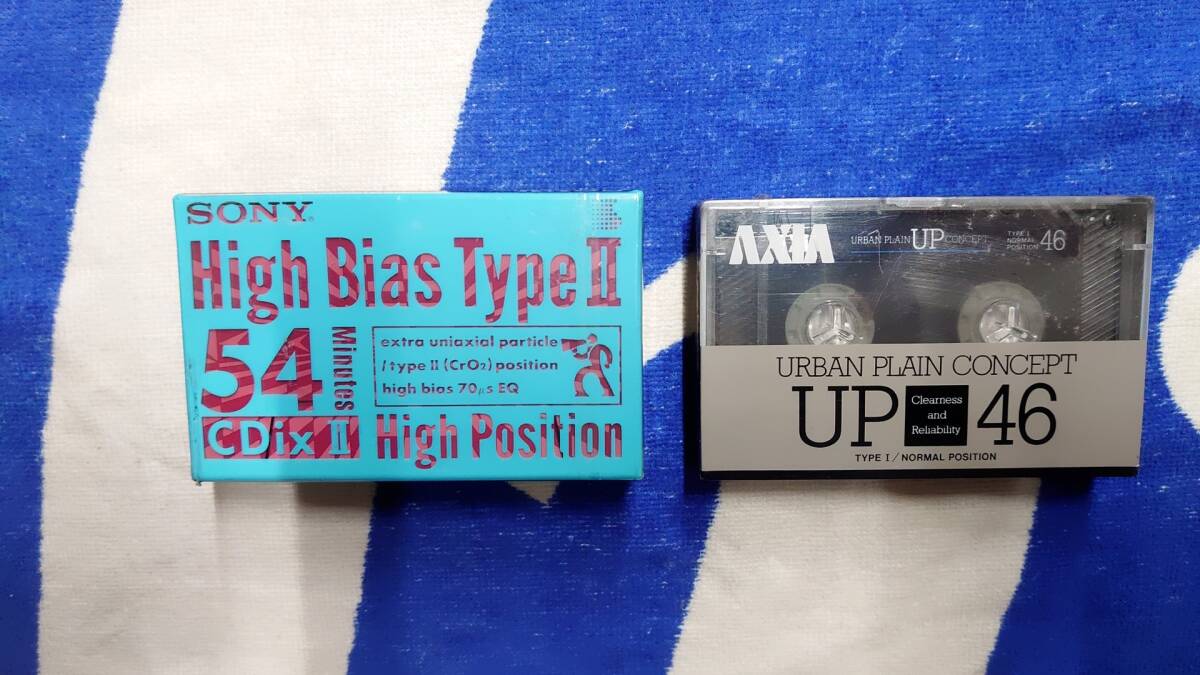 SONY
High Bias Type II
54 Minutes
extra uniaxial particle
/type II (CrO2) position
high bias 70μs EQ
CDix II High Position
AXIA URBAN PLAIN UP CONCEPT TYPE I NORMAL POSITION 46
URBAN PLAIN CONCEPT
UP Clearness and Reliability 46
TYPE I/NORMAL POSITION